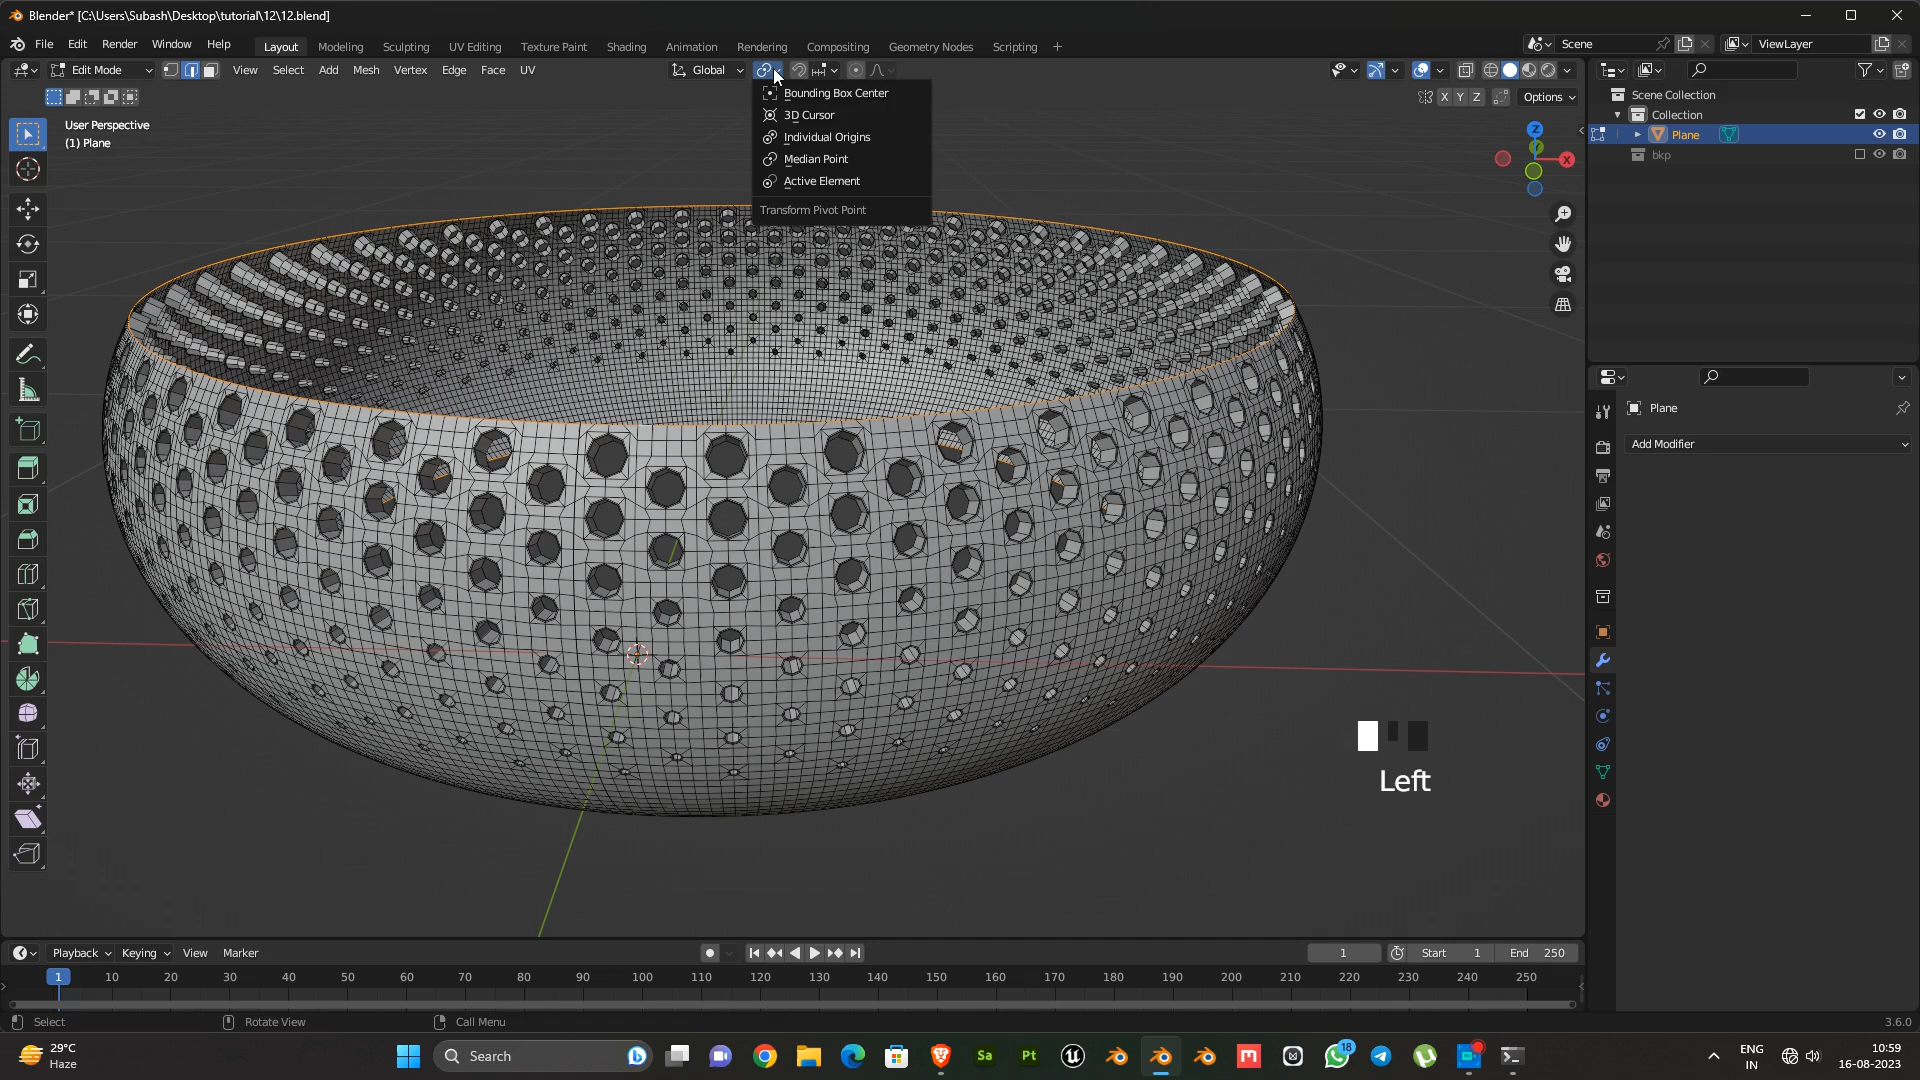 Blender* [C:\Users\Subash\Desktop\tutorial\12\12.blend]
File Edit Render Window Help Layout Modeling Sculpting UV Editing Texture Paint Shading Animation Rendering Compositing Geometry Nodes Scripting + Scene ViewLayer
Edit Mode View Select Add Mesh Vertex Edge Face UV Global
X Y Z Options
User Perspective
(1) Plane
Bounding Box Center
3D Cursor
Individual Origins
Median Point
Active Element
Transform Pivot Point
Z
Y
X
Scene Collection
Collection
Plane
bkp
Plane
Add Modifier
Left
Playback Keying View Marker 1 Start 1 End 250
1 10 20 30 40 50 60 70 80 90 100 110 120 130 140 150 160 170 180 190 200 210 220 230 240 250
Select Rotate View Call Menu 3.6.0
29°C
Haze
Search
Sa
Pt
18
ENG
IN
10:59
16-08-2023